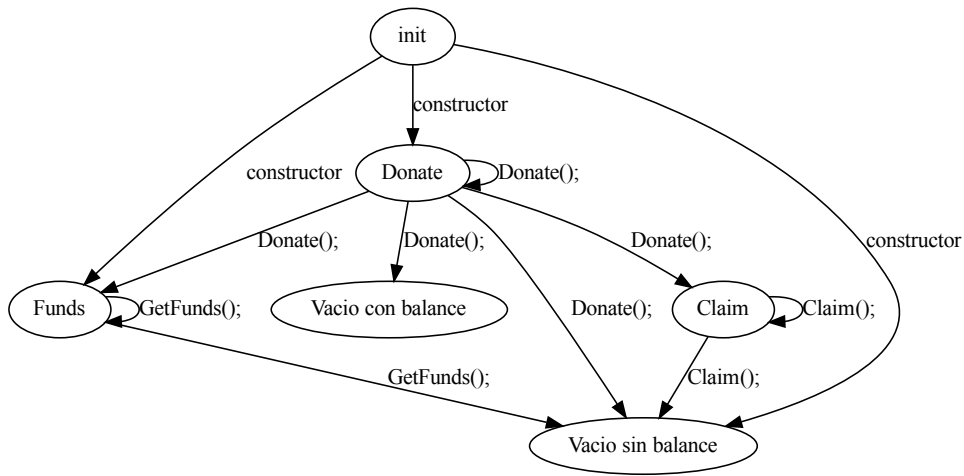 init
constructor
constructor
Donate
Donate();
constructor
Donate();
Donate();
Donate();
Funds
GetFunds();
Vacio con balance
Donate();
Claim
Claim();
GetFunds();
Claim();
Vacio sin balance